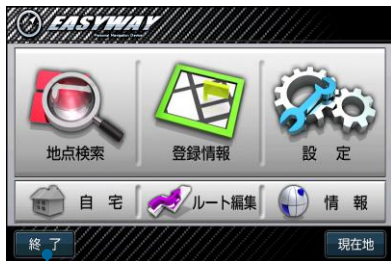 EASYWAY
Personal Navigation System
地点検索 登録情報 設 定
自 宅 ルート編集 情 報
終 了 現在地